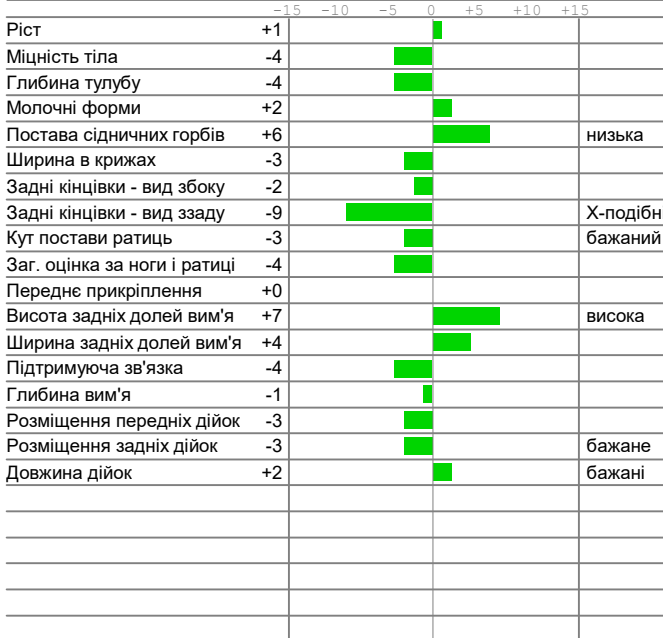 -15 -10 -5 0 +5 +10 +15
Ріст +1
Міцність тіла -4
Глибина тулубу -4
Молочні форми +2
Постава сідничних горбів +6 низька
Ширина в крижах -3
Задні кінцівки - вид збоку -2
Задні кінцівки - вид ззаду -9 Х-подібн
Кут постави ратиць -3 бажаний
Заг. оцінка за ноги і ратиці -4
Переднє прикріплення +0
Висота задніх долей вим'я +7 висока
Ширина задніх долей вим'я +4
Підтримуюча зв'язка -4
Глибина вим'я -1
Розміщення передніх дійок -3
Розміщення задніх дійок -3 бажане
Довжина дійок +2 бажані